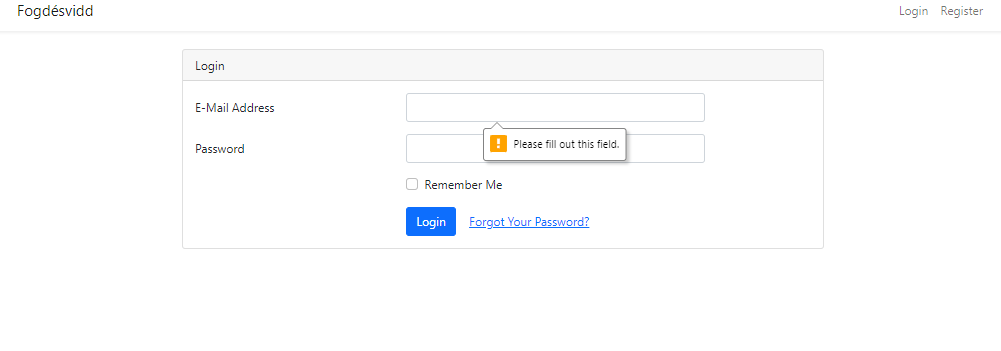 Fogdésvidd
Login Register
Login
E-Mail Address
Please fill out this field.
Password
Remember Me
Login Forgot Your Password?